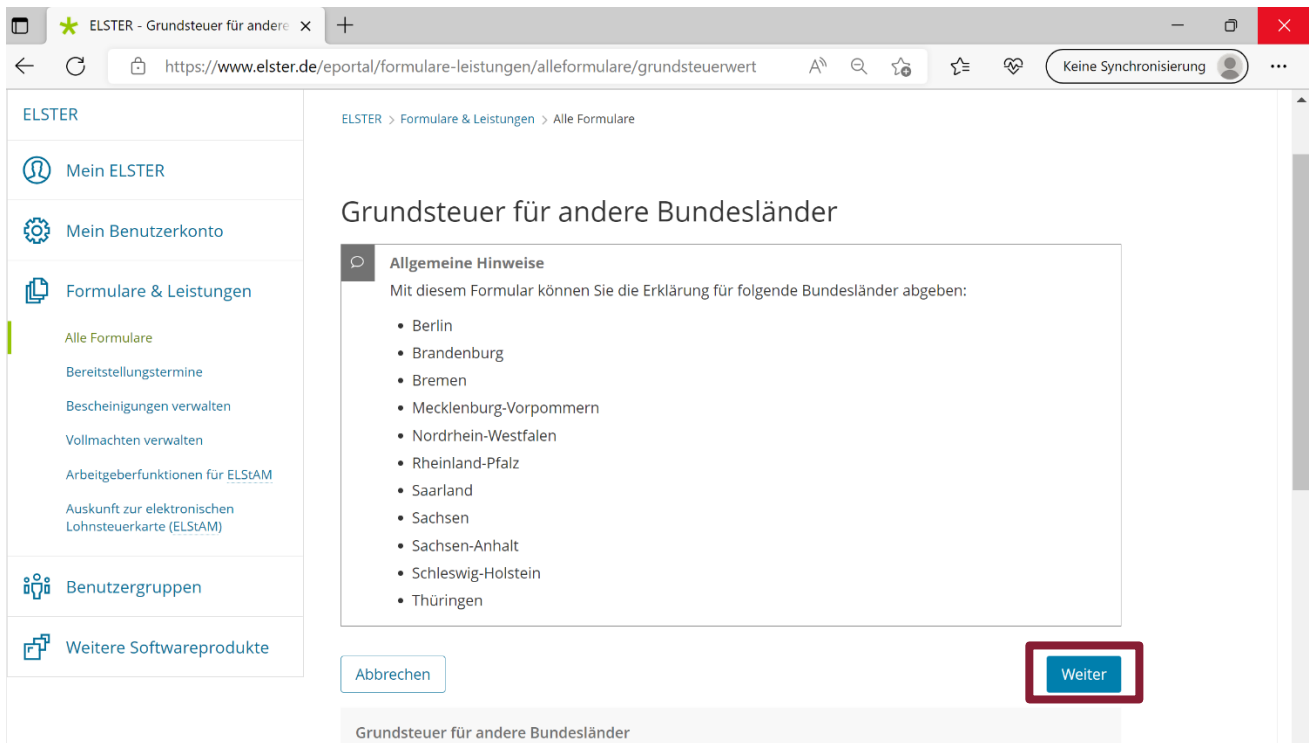 ELSTER - Grundsteuer für andere
https://www.elster.de/eportal/formulare-leistungen/alleformulare/grundsteuerwert
Keine Synchronisierung
ELSTER
Mein ELSTER
Mein Benutzerkonto
Formulare & Leistungen
Alle Formulare
Bereitstellungstermine
Bescheinigungen verwalten
Vollmachten verwalten
Arbeitgeberfunktionen für ELStAM
Auskunft zur elektronischen
Lohnsteuerkarte (ELStAM)
Benutzergruppen
Weitere Softwareprodukte
ELSTER > Formulare & Leistungen > Alle Formulare
Grundsteuer für andere Bundesländer
Allgemeine Hinweise
Mit diesem Formular können Sie die Erklärung für folgende Bundesländer abgeben:
• Berlin
• Brandenburg
• Bremen
• Mecklenburg-Vorpommern
• Nordrhein-Westfalen
• Rheinland-Pfalz
• Saarland
• Sachsen
• Sachsen-Anhalt
• Schleswig-Holstein
• Thüringen
Abbrechen
Weiter
Grundsteuer für andere Bundesländer